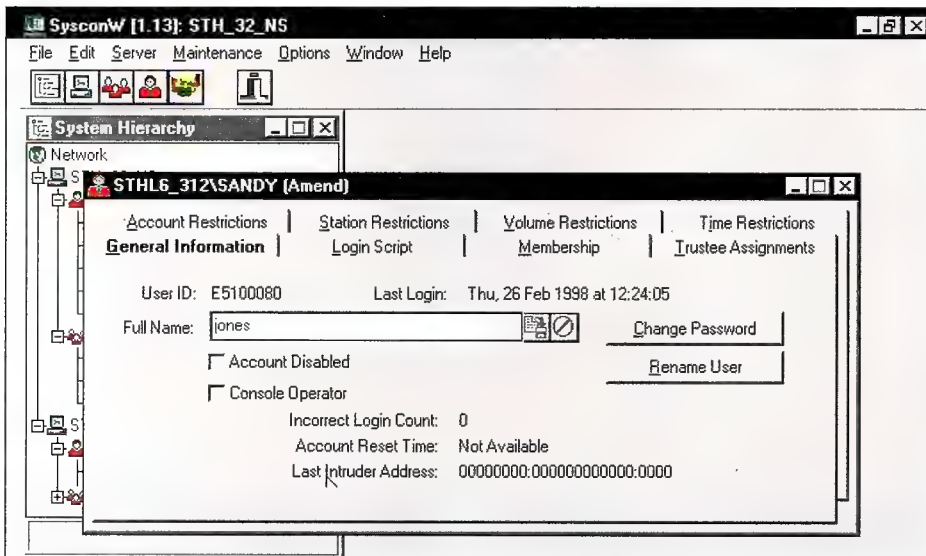 SysconW [1.13]: STH_32_NS
File Edit Server Maintenance Options Window Help
System Hierarchy
Network
STHL6_312\SANDY (Amend)
Account Restrictions Station Restrictions Volume Restrictions Time Restrictions
General Information Login Script Membership Trustee Assignments
User ID: E5100080 Last Login: Thu, 26 Feb 1998 at 12:24:05
Full Name: jones Change Password
Account Disabled Rename User
Console Operator
Incorrect Login Count: 0
Account Reset Time: Not Available
Last Intruder Address: 00000000:000000000000:0000